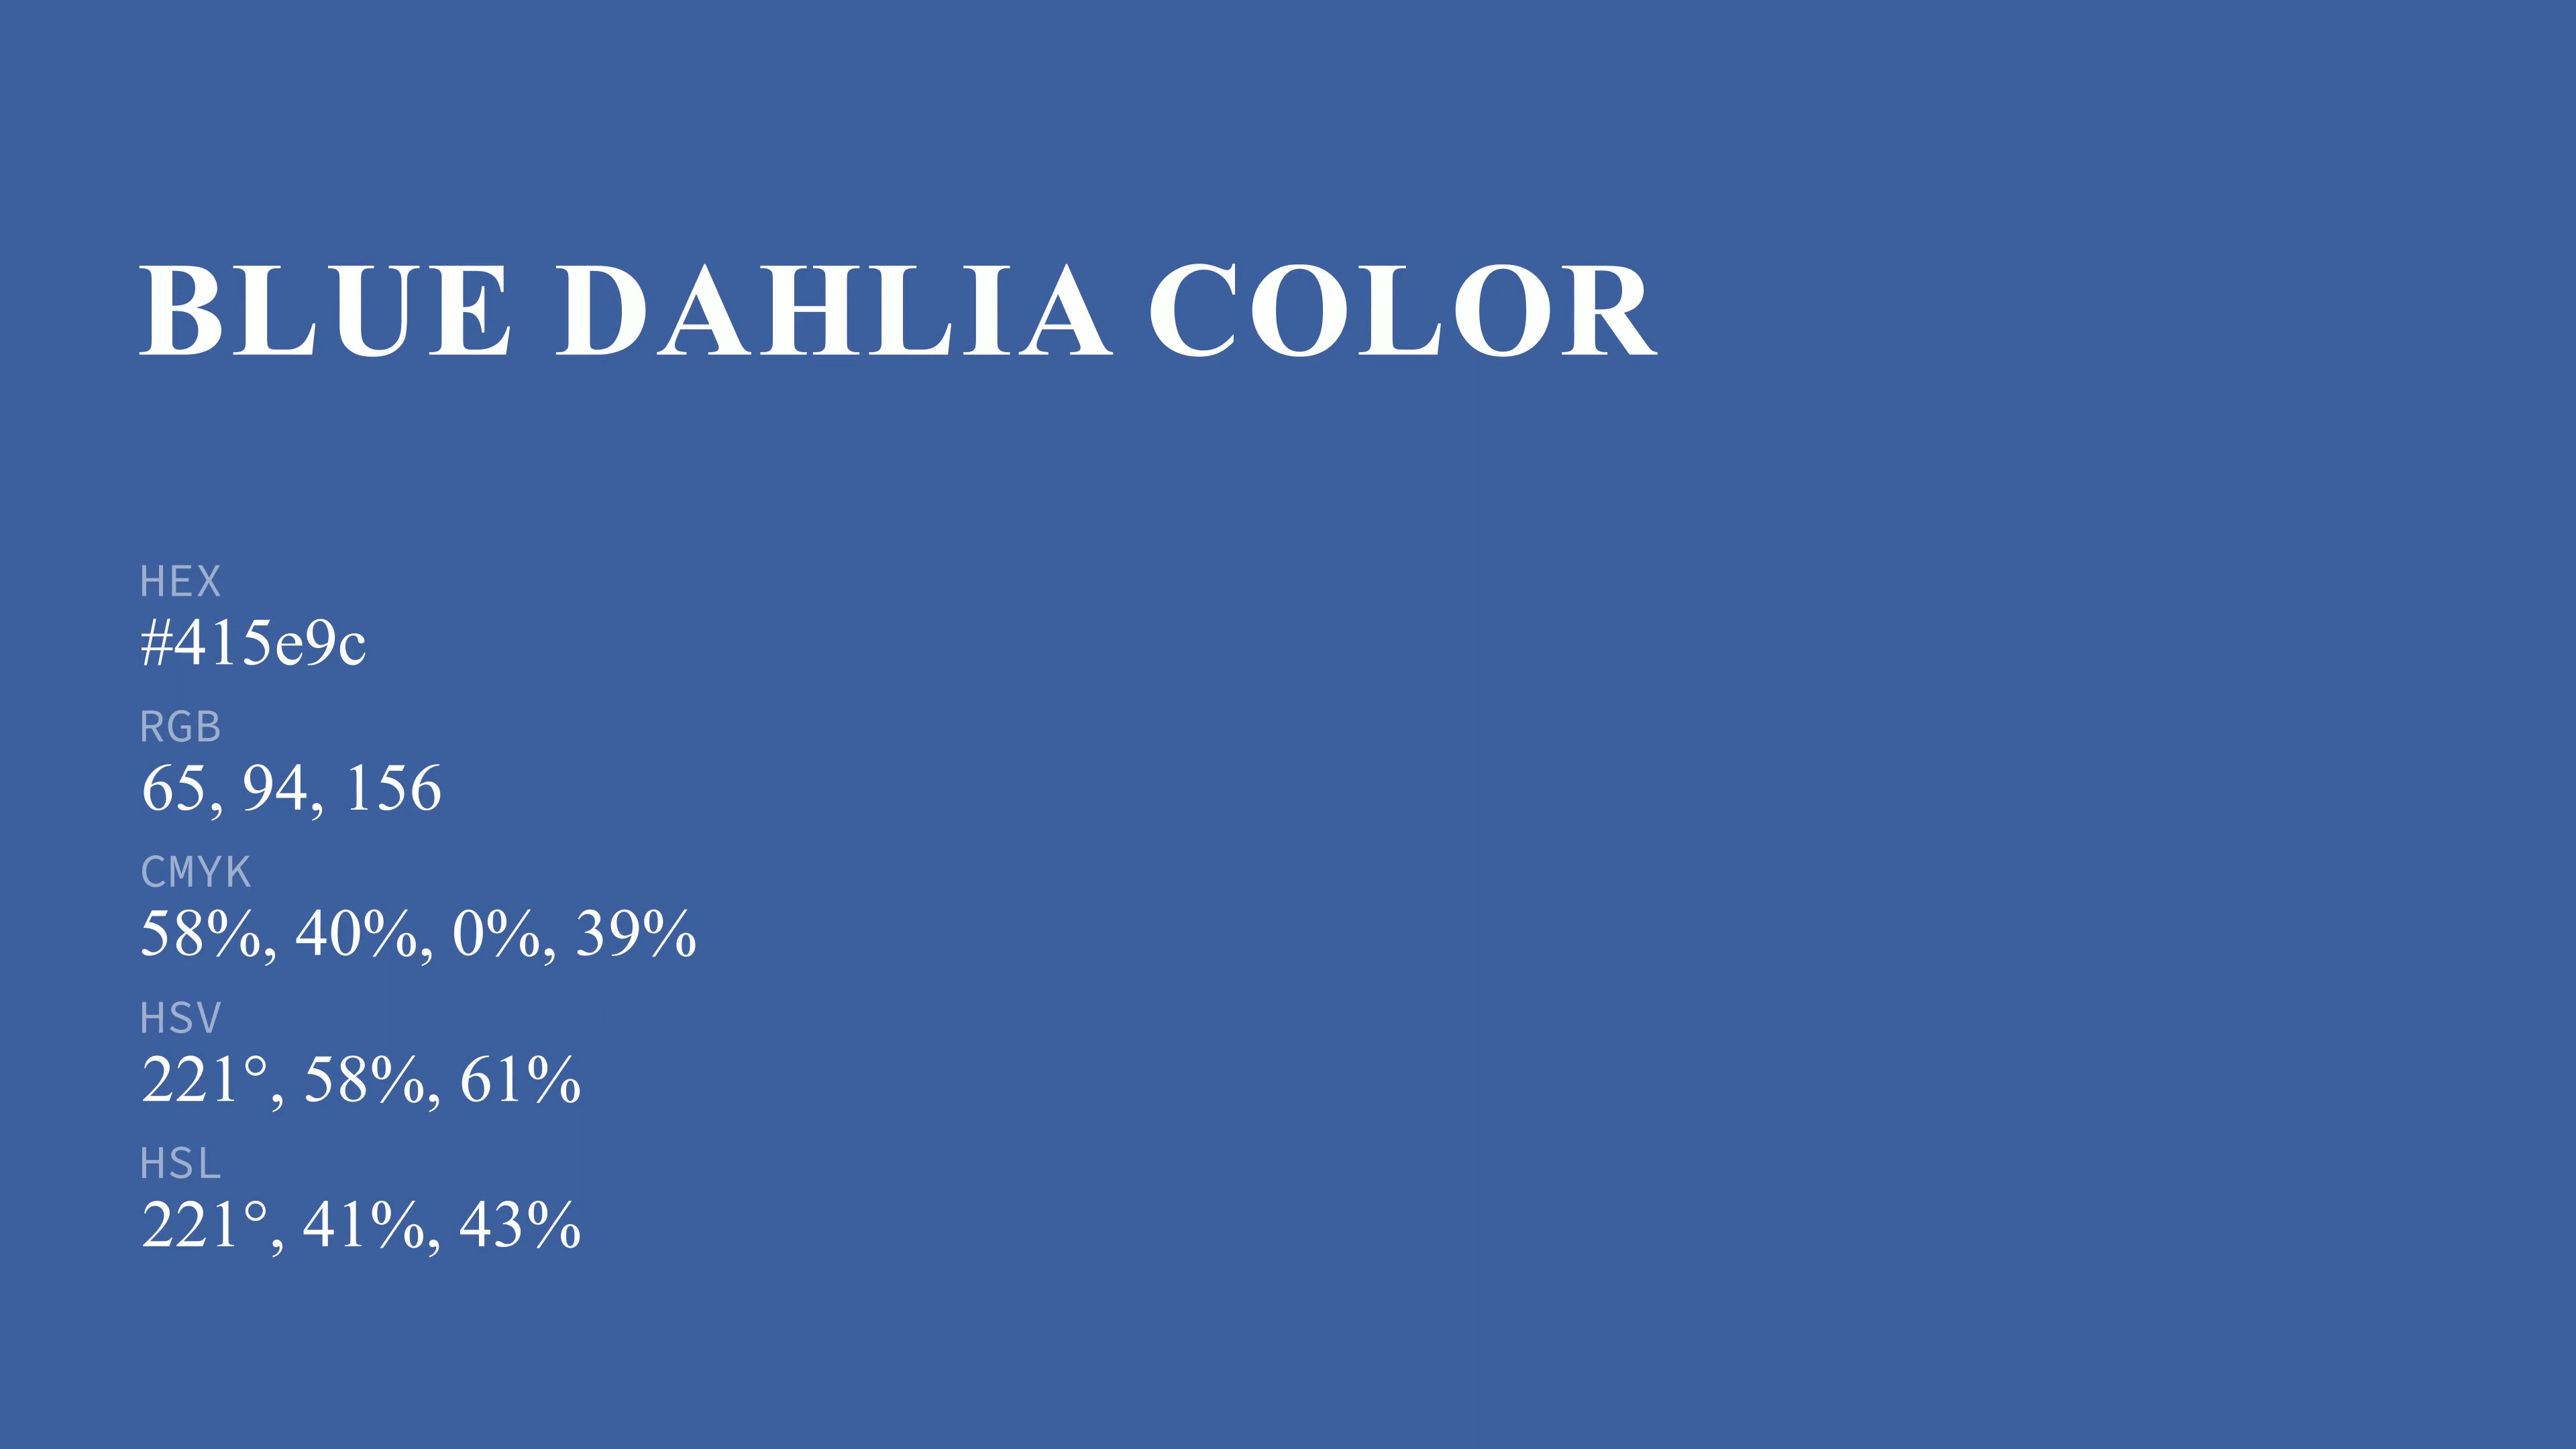 BLUE DAHLIA COLOR
HEX
#415e9c
RGB
65, 94, 156
CMYK
58%, 40%, 0%, 39%
HSV
221°, 58%, 61%
HSL
221°, 41%, 43%